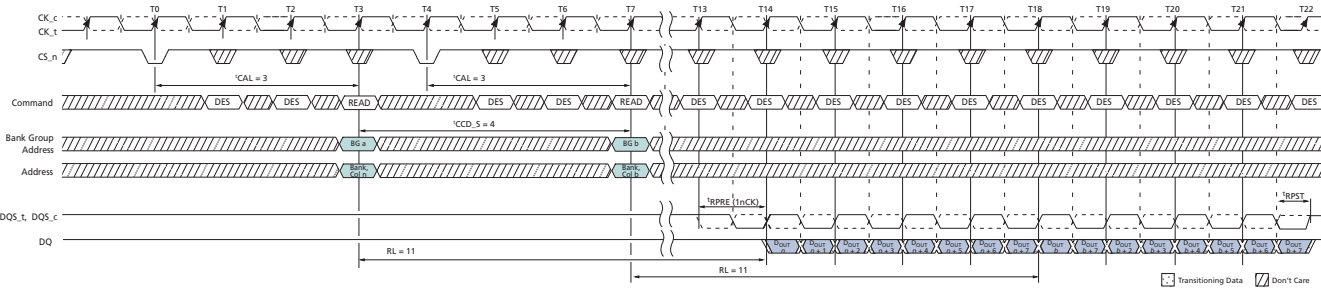 T0 T3 T4 T5 T6 T7 T13 T14 T15 T16 T17 T18 T19 T20 T21 T22
CK_c
CK_t
CS_n
tCAL = 3 tCAL = 3
Command DES DES READ DES DES READ DES DES DES DES DES DES DES DES DES DES
tCCD_S = 4
Bank Group
Address BG a BG b
Address Bank, Col n Bank, Col b
tRPRE (1nCK) tRPST
DQS_t, DQS_c
DQ DOUT n DOUT n + 1 DOUT n + 2 DOUT n + 3 DOUT n + 4 DOUT n + 5 DOUT n + 6 DOUT n + 7 DOUT b DOUT b + 7 DOUT b + 2 DOUT b + 3 DOUT b + 4 DOUT b + 5 DOUT b + 6 DOUT b + 7
RL = 11
RL = 11
Transitioning Data Don't Care